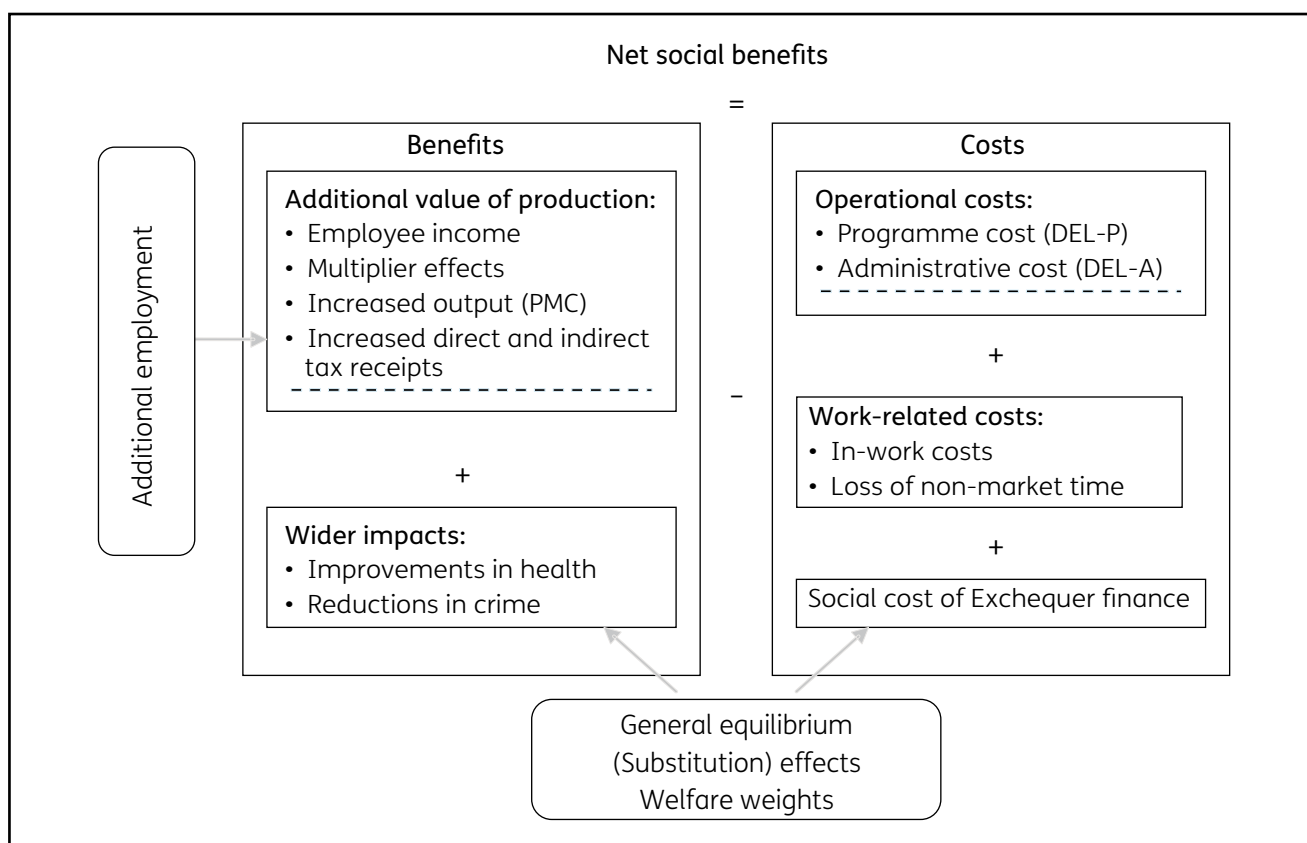 Net social benefits
=
Additional employment
Benefits
Additional value of production:
• Employee income
• Multiplier effects
• Increased output (PMC)
• Increased direct and indirect
tax receipts
+
Wider impacts:
• Improvements in health
• Reductions in crime
–
Costs
Operational costs:
• Programme cost (DEL-P)
• Administrative cost (DEL-A)
+
Work-related costs:
• In-work costs
• Loss of non-market time
+
Social cost of Exchequer finance
General equilibrium
(Substitution) effects
Welfare weights